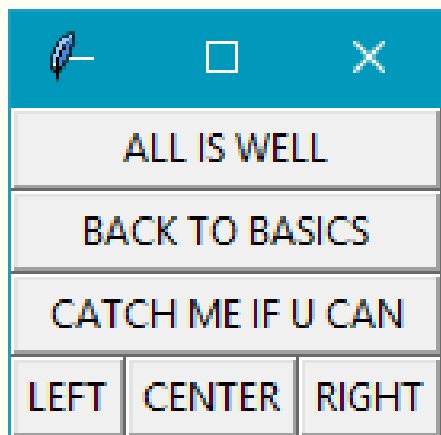 ALL IS WELL
BACK TO BASICS
CATCH ME IF U CAN
LEFT CENTER RIGHT